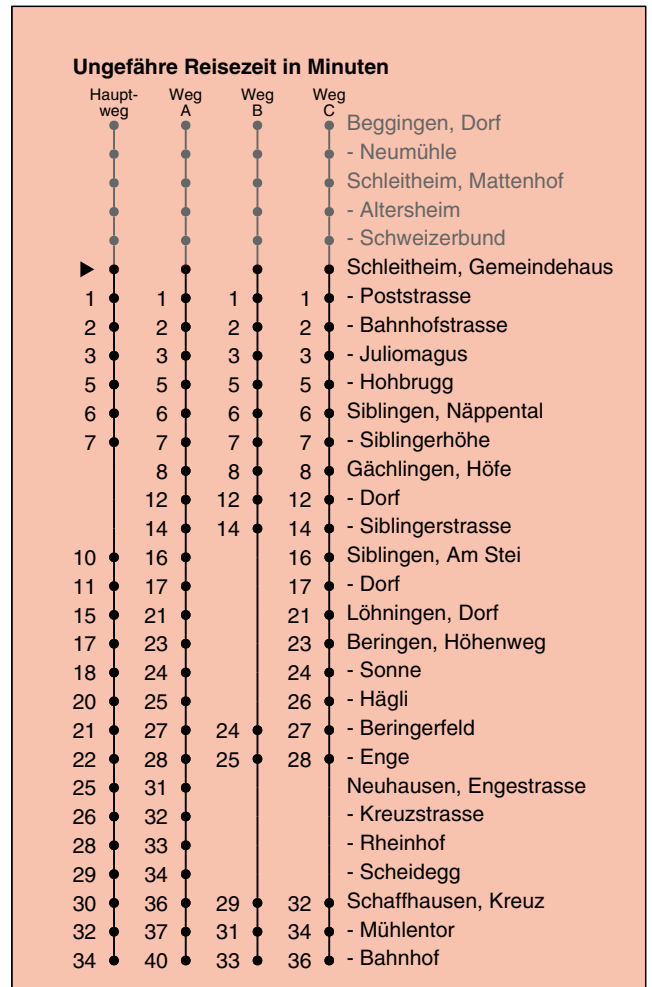 Ungefähre Reisezeit in Minuten
Haupt- Weg Weg Weg
weg A B C
Beggingen, Dorf
- Neumühle
Schleitheim, Mattenhof
- Altersheim
- Schweizerbund
Schleitheim, Gemeindehaus
1 1 1 1 - Poststrasse
2 2 2 2 - Bahnhofstrasse
3 3 3 3 - Juliomagus
5 5 5 5 - Hohbrugg
6 6 6 6 Siblingen, Näppental
7 7 7 7 - Siblingerhöhe
8 8 8 Gächlingen, Höfe
12 12 12 - Dorf
14 14 14 - Siblingerstrasse
10 16 16 Siblingen, Am Stei
11 17 17 - Dorf
15 21 21 Löhningen, Dorf
17 23 23 Beringen, Höhenweg
18 24 24 - Sonne
20 25 26 - Hägli
21 27 24 27 - Beringerfeld
22 28 25 28 - Enge
25 31 Neuhausen, Engestrasse
26 32 - Kreuzstrasse
28 33 - Rheinhof
29 34 - Scheidegg
30 36 29 32 Schaffhausen, Kreuz
32 37 31 34 - Mühlentor
34 40 33 36 - Bahnhof